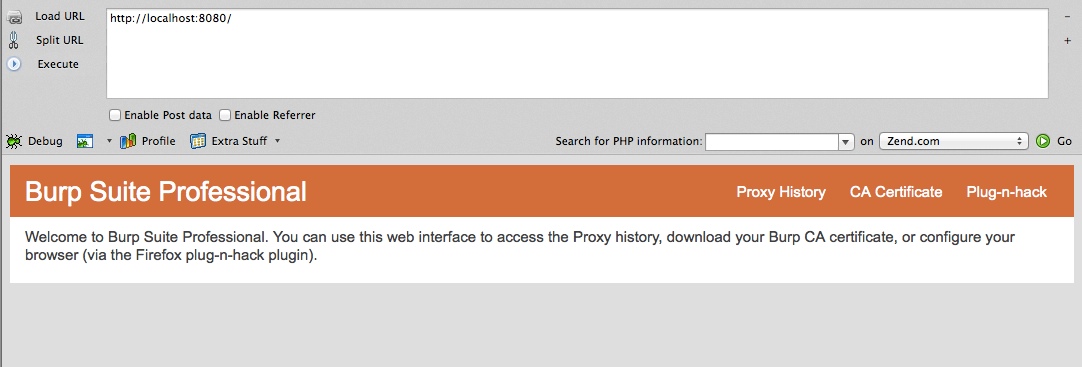 Load URL
http://localhost:8080/
-
Split URL
+
Execute
Enable Post data Enable Referrer
Debug Profile Extra Stuff Search for PHP information: on Zend.com Go
Burp Suite Professional Proxy History CA Certificate Plug-n-hack
Welcome to Burp Suite Professional. You can use this web interface to access the Proxy history, download your Burp CA certificate, or configure your
browser (via the Firefox plug-n-hack plugin).